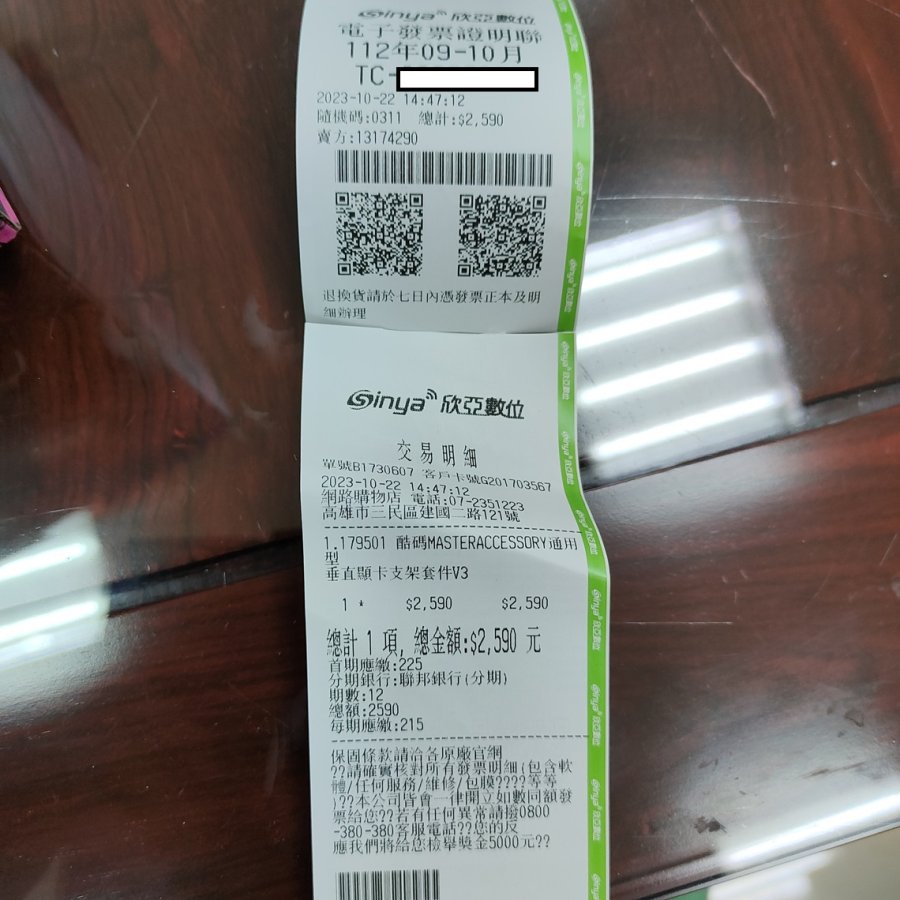 Sinya 欣亞數位
電子發票證明聯
112年09-10月
TC-
2023-10-22 14:47:12
隨機碼:0311 總計:$2,590
賣方:13174290
退換貨請於七日內憑發票正本及明
細辦理
Sinya 欣亞數位
交易明細
單號B1730607 客戶卡號G201703567
2023-10-22 14:47:12
網路購物店 電話:07-2351223
高雄市三民區建國二路121號
1.179501 酷碼MASTERACCESSORY通用
型
垂直顯卡支架套件V3
1 * $2,590 $2,590
總計 1 項, 總金額:$2,590 元
首期應繳:225
分期銀行:聯邦銀行(分期)
期數:12
總額:2590
每期應繳:215
保固條款請洽各原廠官網
??請確實核對所有發票明細(包含軟
體/任何服務/維修/包膜????等等
)??本公司皆會一律開立如數同額發
票給您??若有任何異常請撥0800
-380-380客服電話??您的反
應我們將給您檢舉獎金5000元??